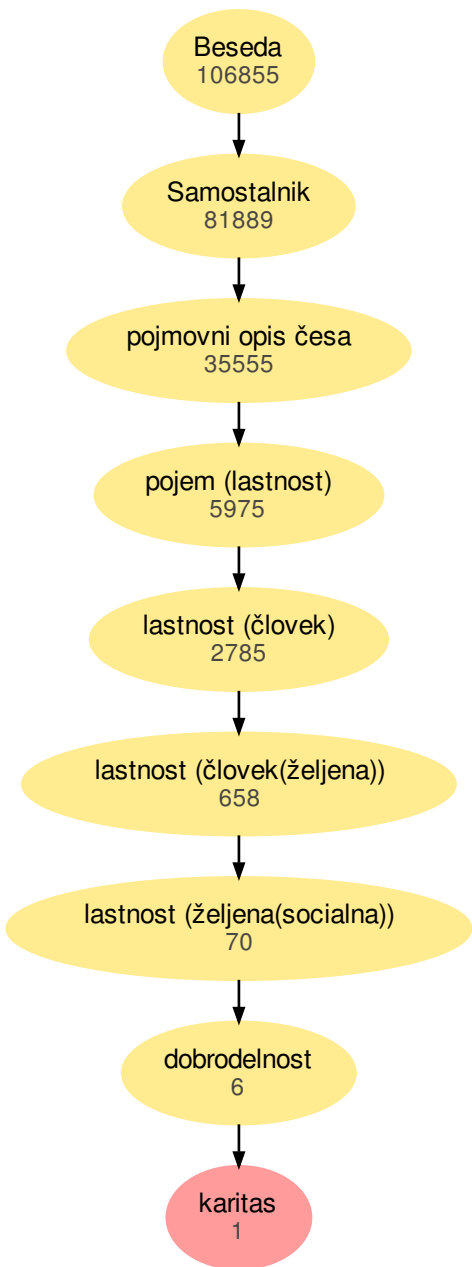 Beseda
106855
Samostalnik
81889
pojmovni opis česa
35555
pojem (lastnost)
5975
lastnost (človek)
2785
lastnost (človek(željena))
658
lastnost (željena(socialna))
70
dobrodelnost
6
karitas
1